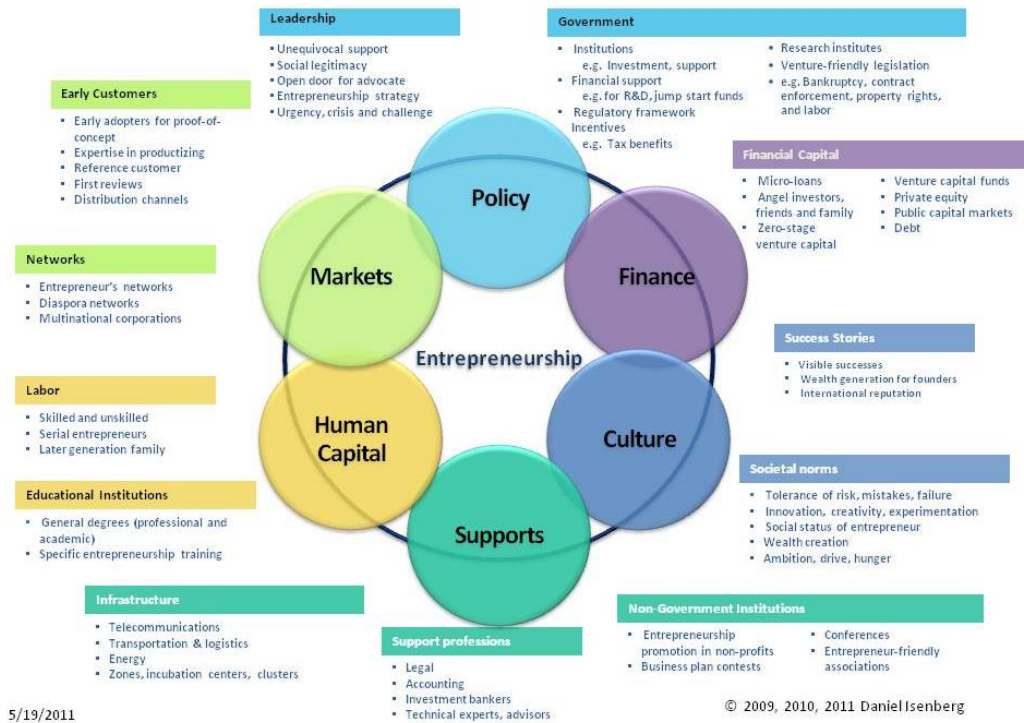 Leadership
▪ Unequivocal support
▪ Social legitimacy
▪ Open door for advocate
▪ Entrepreneurship strategy
▪ Urgency, crisis and challenge
Government
▪ Institutions
e.g. Investment, support
▪ Financial support
e.g. for R&D, jump start funds
▪ Regulatory framework
Incentives
e.g. Tax benefits
▪ Research institutes
▪ Venture-friendly legislation
▪ e.g. Bankruptcy, contract
enforcement, property rights,
and labor
Early Customers
▪ Early adopters for proof-of-
concept
▪ Expertise in productizing
▪ Reference customer
▪ First reviews
▪ Distribution channels
Financial Capital
▪ Micro-loans
▪ Angel investors,
friends and family
▪ Zero-stage
venture capital
▪ Venture capital funds
▪ Private equity
▪ Public capital markets
▪ Debt
Policy
Markets
Finance
Networks
▪ Entrepreneur's networks
▪ Diaspora networks
▪ Multinational corporations
Entrepreneurship
Success Stories
▪ Visible successes
▪ Wealth generation for founders
▪ International reputation
Labor
▪ Skilled and unskilled
▪ Serial entrepreneurs
▪ Later generation family
Human
Capital
Culture
Societal norms
▪ Tolerance of risk, mistakes, failure
▪ Innovation, creativity, experimentation
▪ Social status of entrepreneur
▪ Wealth creation
▪ Ambition, drive, hunger
Educational Institutions
▪ General degrees (professional and
academic)
▪ Specific entrepreneurship training
Supports
Infrastructure
▪ Telecommunications
▪ Transportation & logistics
▪ Energy
▪ Zones, incubation centers, clusters
Support professions
▪ Legal
▪ Accounting
▪ Investment bankers
▪ Technical experts, advisors
Non-Government Institutions
▪ Entrepreneurship
promotion in non-profits
▪ Business plan contests
▪ Conferences
▪ Entrepreneur-friendly
associations
5/19/2011
© 2009, 2010, 2011 Daniel Isenberg